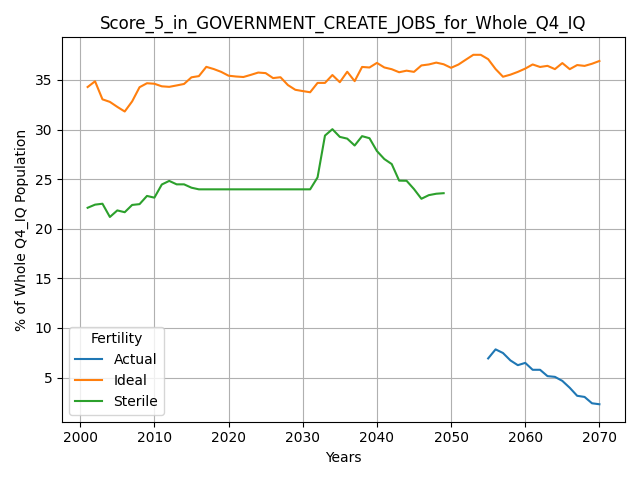 Score_5_in_GOVERNMENT_CREATE_JOBS_for_Whole_Q4_IQ
% of Whole Q4_IQ Population
35
30
25
20
15
10
5
Fertility
Actual
Ideal
Sterile
2000 2010 2020 2030 2040 2050 2060 2070
Years